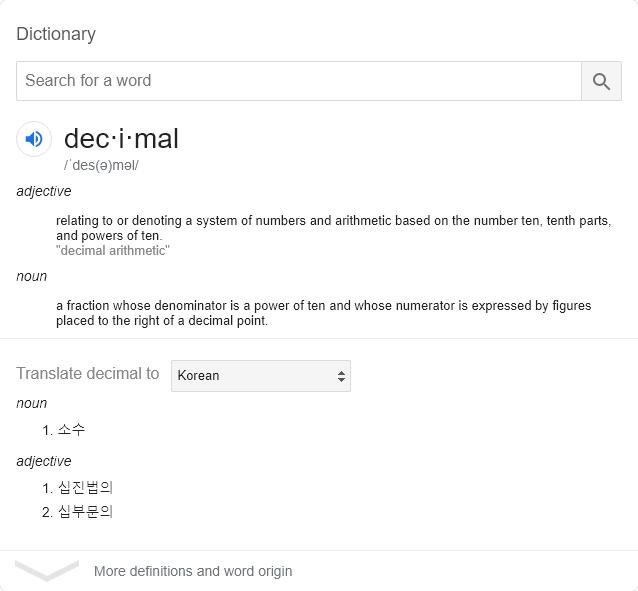 Dictionary
Search for a word
dec·i·mal
/ˈdes(ə)məl/
adjective
relating to or denoting a system of numbers and arithmetic based on the number ten, tenth parts,
and powers of ten.
"decimal arithmetic"
noun
a fraction whose denominator is a power of ten and whose numerator is expressed by figures
placed to the right of a decimal point.
Translate decimal to Korean
noun
1. 소수
adjective
1. 십진법의
2. 십부문의
More definitions and word origin